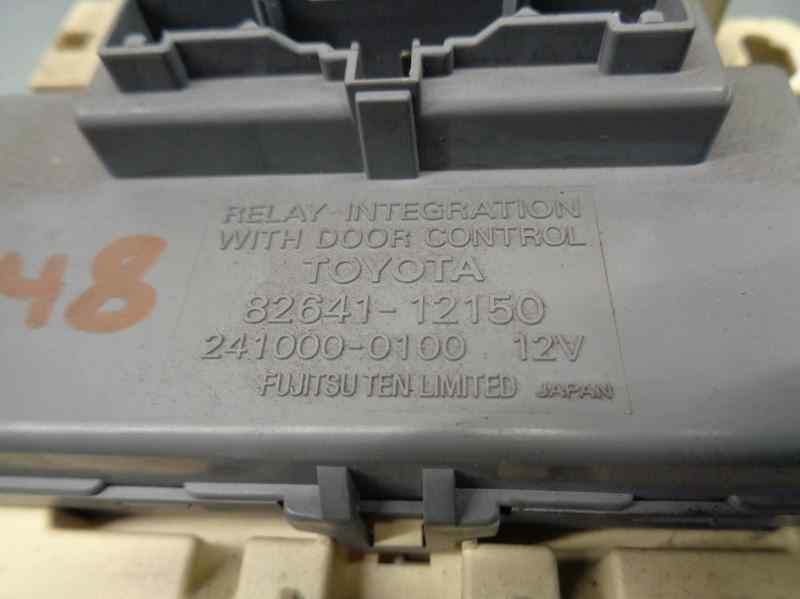 RELAY INTEGRATION
WITH DOOR CONTROL
TOYOTA
48
82641-12150
241000-0100 12V
FUJITSU TEN LIMITED JAPAN